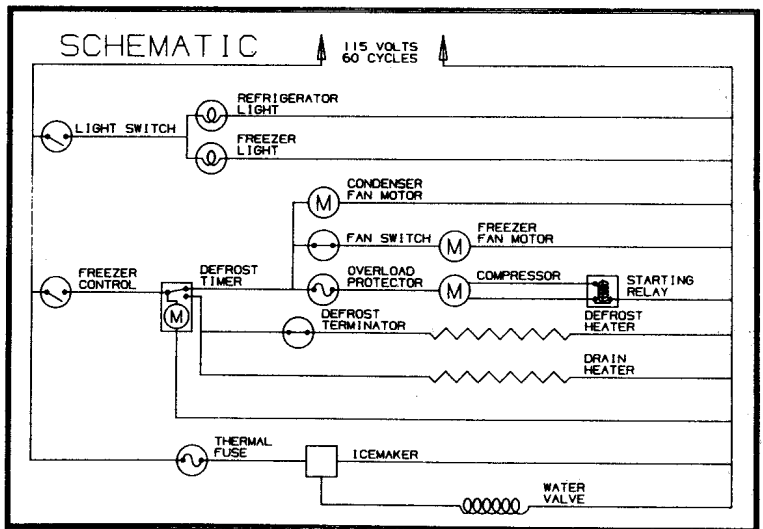 SCHEMATIC
115 VOLTS
60 CYCLES
REFRIGERATOR
LIGHT
LIGHT SWITCH
FREEZER
LIGHT
CONDENSER
FAN MOTOR
M
FAN SWITCH
M
FREEZER
FAN MOTOR
FREEZER
CONTROL
DEFROST
TIMER
M
OVERLOAD
PROTECTOR
M
COMPRESSOR
STARTING
RELAY
DEFROST
TERMINATOR
DEFROST
HEATER
DRAIN
HEATER
THERMAL
FUSE
ICEMAKER
WATER
VALVE